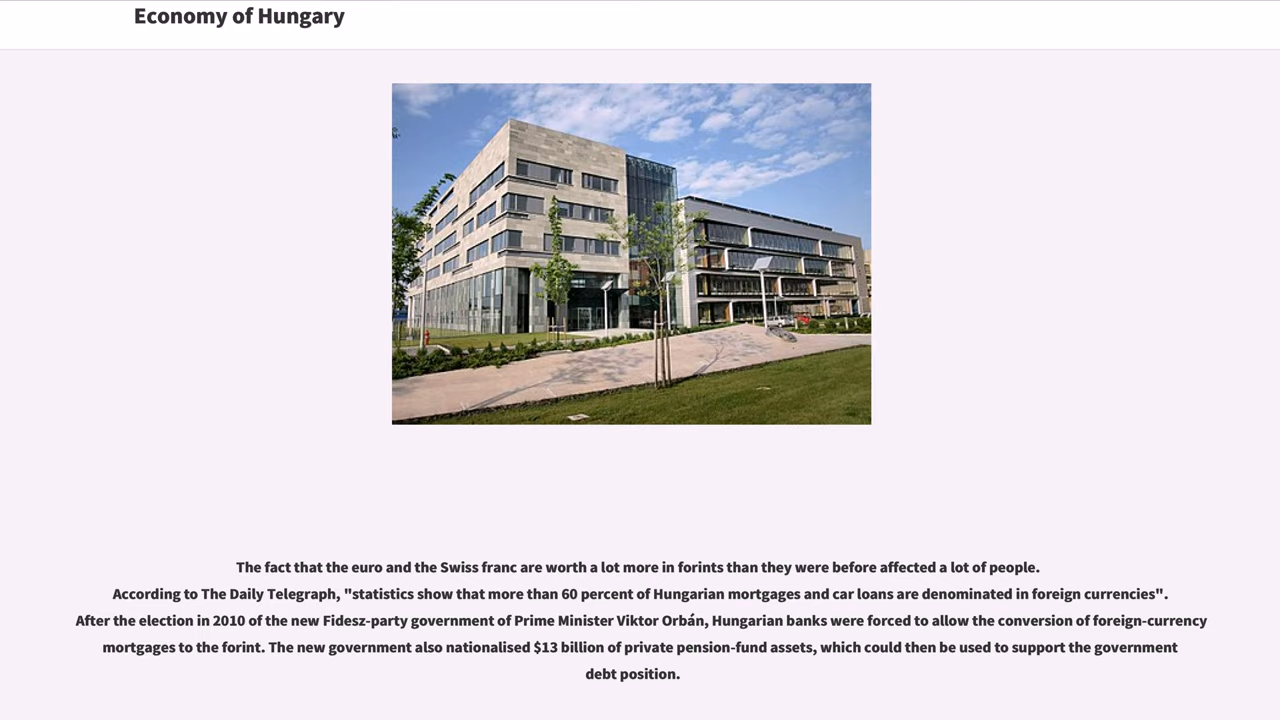 Economy of Hungary
The fact that the euro and the Swiss franc are worth a lot more in forints than they were before affected a lot of people.
According to The Daily Telegraph, "statistics show that more than 60 percent of Hungarian mortgages and car loans are denominated in foreign currencies".
After the election in 2010 of the new Fidesz-party government of Prime Minister Viktor Orbán, Hungarian banks were forced to allow the conversion of foreign-currency
mortgages to the forint. The new government also nationalised $13 billion of private pension-fund assets, which could then be used to support the government
debt position.